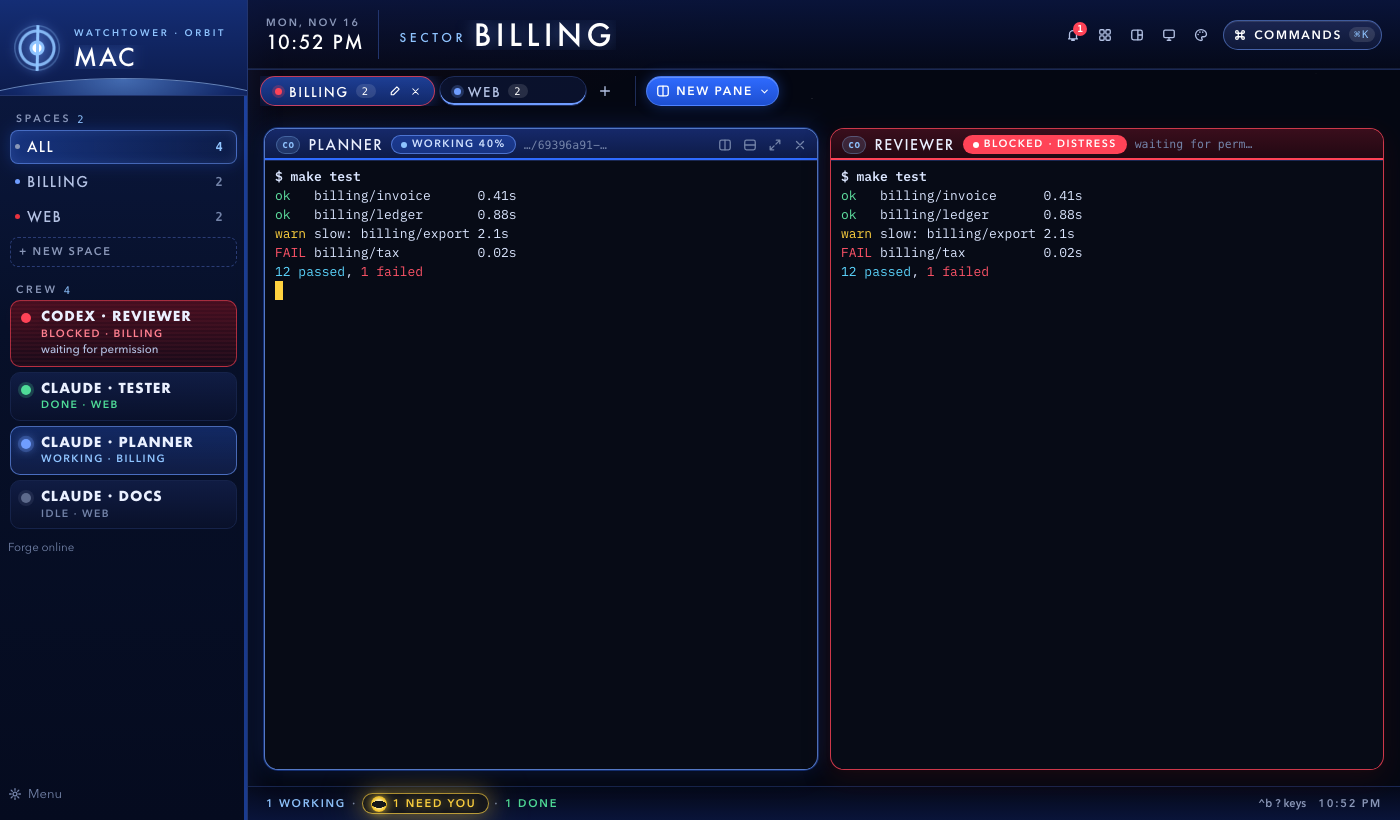 WATCHTOWER · ORBIT
MAC
SPACES 2
ALL 4
BILLING 2
WEB 2
+ NEW SPACE
CREW 4
CODEX · REVIEWER
BLOCKED · BILLING
waiting for permission
CLAUDE · TESTER
DONE · WEB
CLAUDE · PLANNER
WORKING · BILLING
CLAUDE · DOCS
IDLE · WEB
Forge online
Menu
MON, NOV 16
10:52 PM
SECTOR BILLING
1
⌘ COMMANDS ⌘K
BILLING 2
WEB 2
NEW PANE
CO PLANNER WORKING 40% …/69396a91-…
$ make test
ok billing/invoice 0.41s
ok billing/ledger 0.88s
warn slow: billing/export 2.1s
FAIL billing/tax 0.02s
12 passed, 1 failed
CO REVIEWER BLOCKED · DISTRESS waiting for perm…
$ make test
ok billing/invoice 0.41s
ok billing/ledger 0.88s
warn slow: billing/export 2.1s
FAIL billing/tax 0.02s
12 passed, 1 failed
1 WORKING · 1 NEED YOU · 1 DONE
^b ? keys 10:52 PM